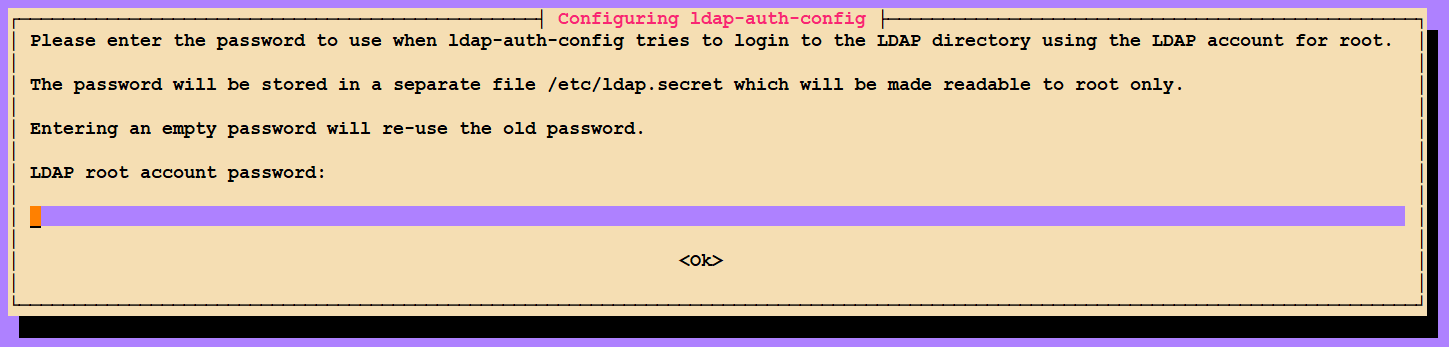 Configuring ldap-auth-config
Please enter the password to use when ldap-auth-config tries to login to the LDAP directory using the LDAP account for root.
The password will be stored in a separate file /etc/ldap.secret which will be made readable to root only.
Entering an empty password will re-use the old password.
LDAP root account password:
<Ok>